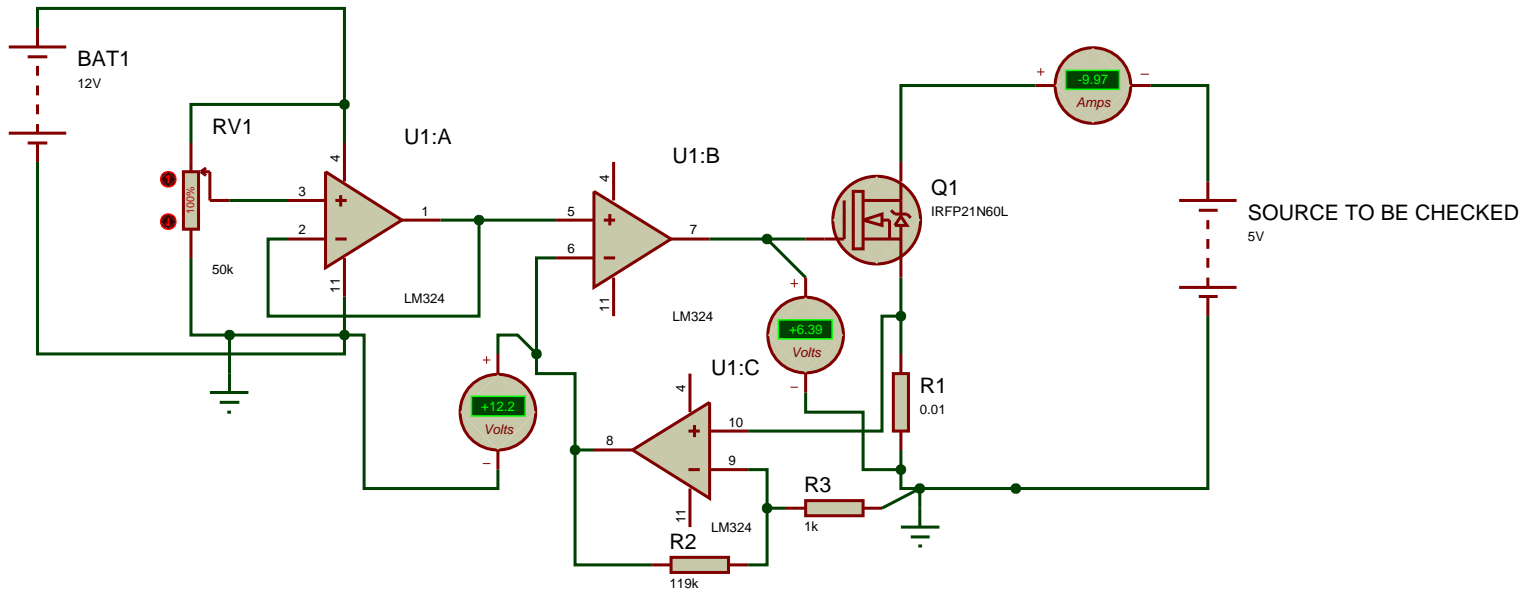 BAT1
12V
RV1
100%
50k
U1:A
3
2
1
4
11
LM324
U1:B
5
6
7
4
11
LM324
Q1
IRFP21N60L
+
-9.97
Amps
−
SOURCE TO BE CHECKED
5V
+
+6.39
Volts
−
+
+12.2
Volts
−
U1:C
8
10
9
4
11
LM324
R1
0.01
R3
1k
R2
119k